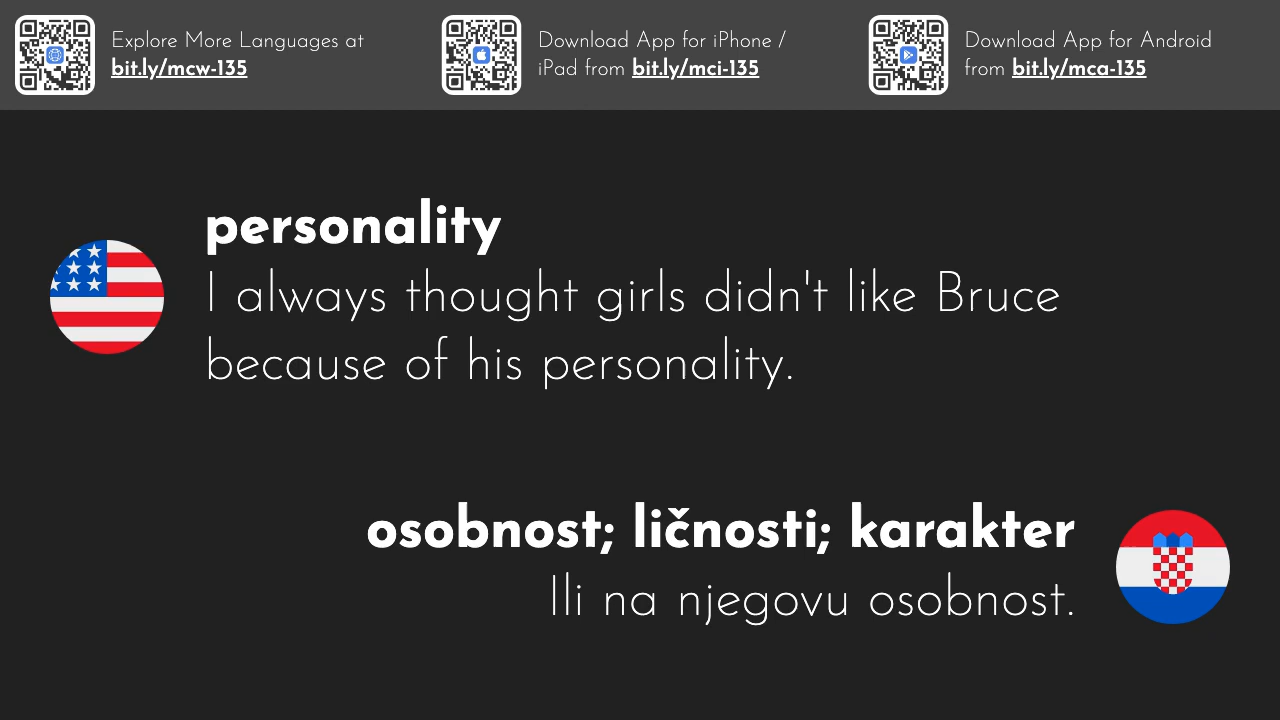 Explore More Languages at
bit.ly/mcw-135
Download App for iPhone /
iPad from bit.ly/mci-135
Download App for Android
from bit.ly/mca-135
personality
I always thought girls didn't like Bruce
because of his personality.
osobnost; ličnosti; karakter
Ili na njegovu osobnost.